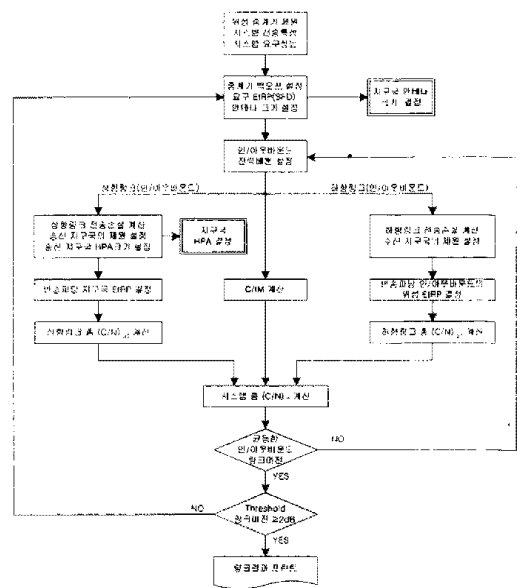 위성 중계기 제원
시스템 전송특성
시스템 요구성능
중계기 백오프 설정
요구 EIRP(SFD)
안테나 크기 설정
지구국 안테나
크기 결정
인/아웃바운드
전력배분 설정
상향링크(인/아웃바운드)
하향링크(인/아웃바운드)
상향링크 전송손실 계산
송신 지구국의 제원 설정
송신 지구국 HPA크기 설정
지구국
HPA 결정
하향링크 전송손실 계산
수신 지구국의 제원 설정
반송파당 지구국 EIRP 설정
C/IM 계산
반송파당 인/아웃바운드의
위성 EIRP 결정
상향링크 총 (C/N) 계산
하향링크 총 (C/N) 계산
시스템 총 (C/N) 계산
균등한
인/아웃바운드
링크마진
NO
YES
NO
Threshold
링크마진 ≥2dB
YES
링크결과 프린트